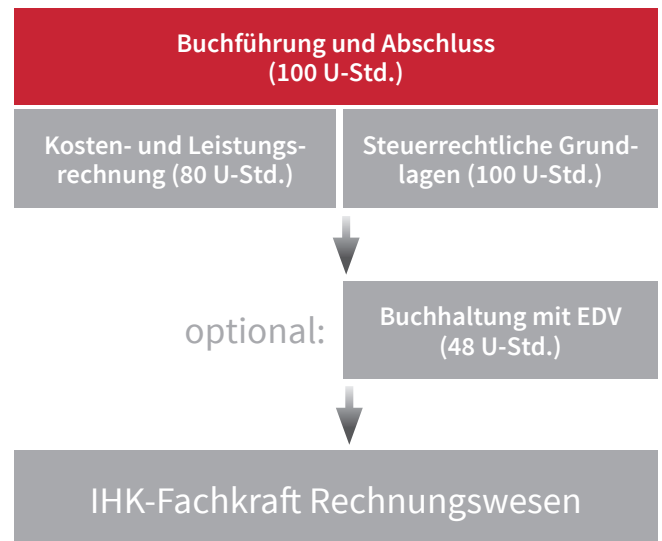 Buchführung und Abschluss
(100 U-Std.)
Kosten- und Leistungs-
rechnung (80 U-Std.)
Steuerrechtliche Grund-
lagen (100 U-Std.)
optional:
Buchhaltung mit EDV
(48 U-Std.)
IHK-Fachkraft Rechnungswesen